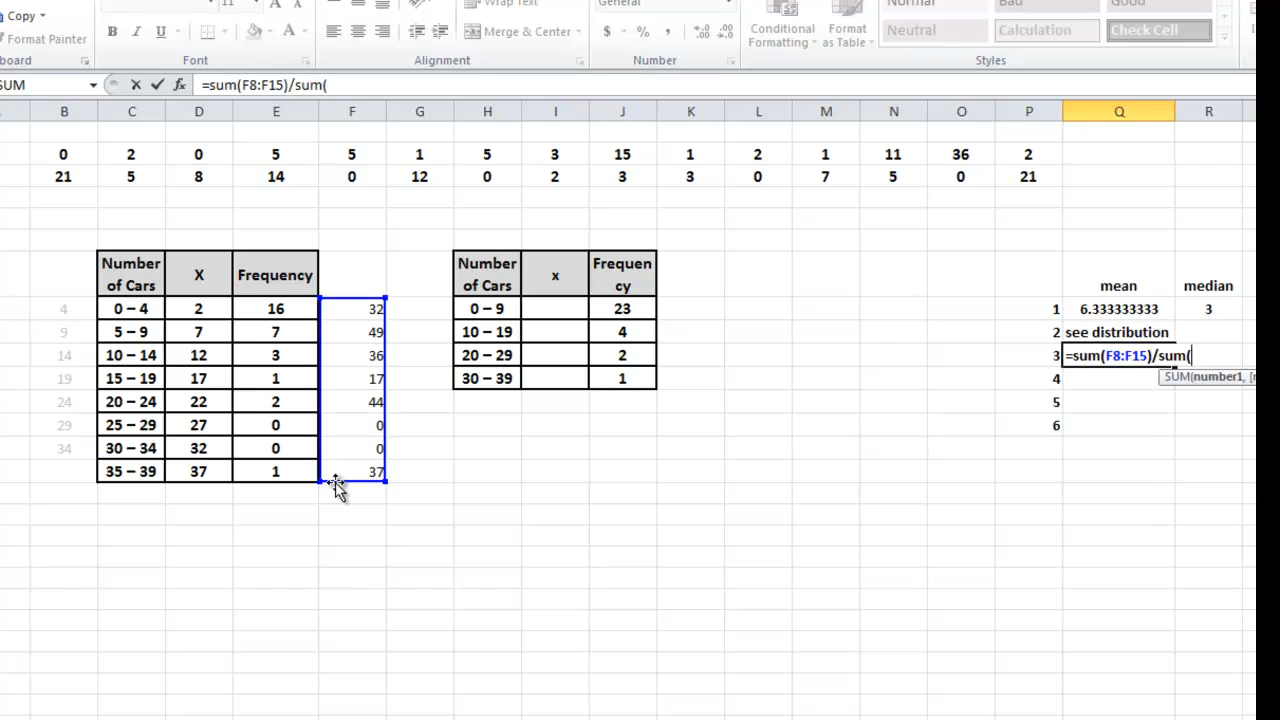 11
Copy
Wrap Text
General
Normal Bad Good
Format Painter B I U Merge & Center $ % , Conditional Formatting Format as Table Neutral Calculation Check Cell
Font Alignment Number Styles
SUM =sum(F8:F15)/sum(
B C D E F G H I J K L M N O P Q R
0 2 0 5 5 1 5 3 15 1 2 1 11 36 2
21 5 8 14 0 12 0 2 3 3 0 7 5 0 21
Number of Cars X Frequency
Number of Cars x Frequen cy
mean median
4 0 – 4 2 16 32 0 – 9 23 1 6.333333333 3
9 5 – 9 7 7 49 10 – 19 4 2 see distribution
14 10 – 14 12 3 36 20 – 29 2 3 =sum(F8:F15)/sum(
19 15 – 19 17 1 17 30 – 39 1 4 SUM(number1,
24 20 – 24 22 2 44 5
29 25 – 29 27 0 0 6
34 30 – 34 32 0 0
35 – 39 37 1 37